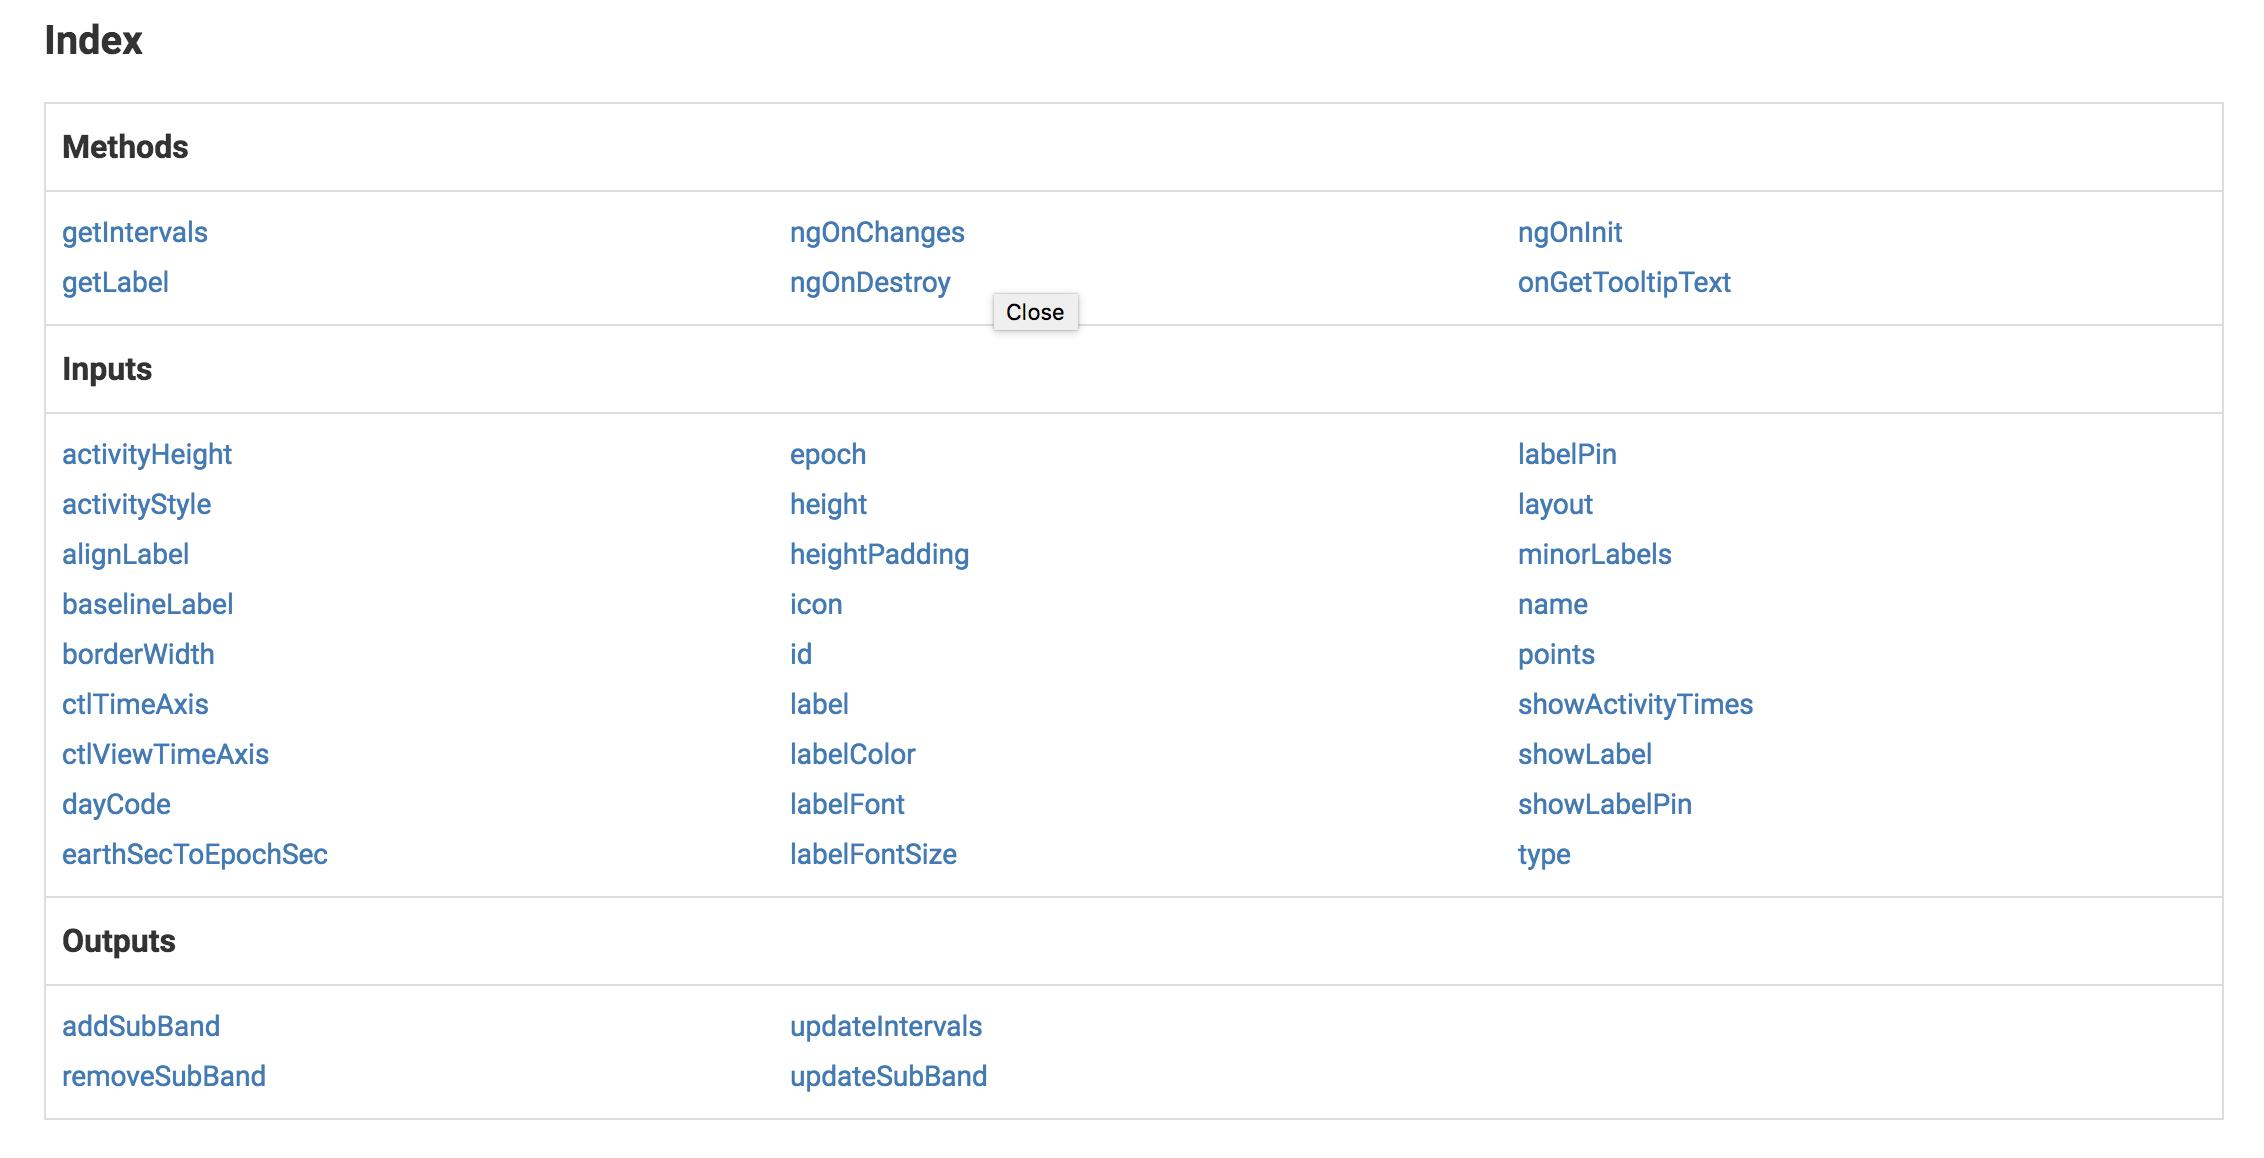 Index
Methods
getIntervals ngOnChanges ngOnInit
getLabel ngOnDestroy onGetTooltipText
Close
Inputs
activityHeight epoch labelPin
activityStyle height layout
alignLabel heightPadding minorLabels
baselineLabel icon name
borderWidth id points
ctlTimeAxis label showActivityTimes
ctlViewTimeAxis labelColor showLabel
dayCode labelFont showLabelPin
earthSecToEpochSec labelFontSize type
Outputs
addSubBand updateIntervals
removeSubBand updateSubBand